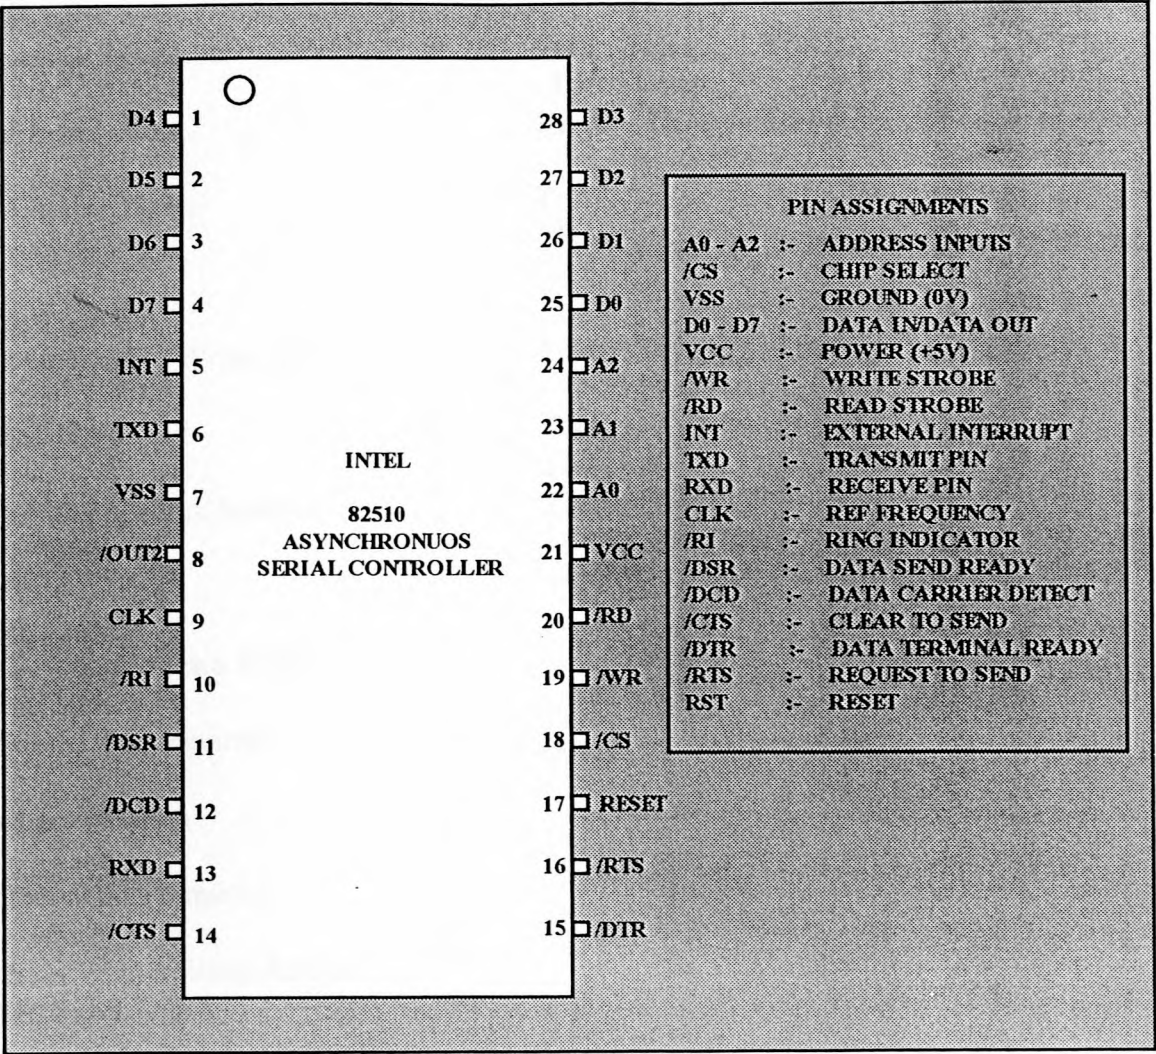 D4 1
D5 2
D6 3
D7 4
INT 5
TXD 6
VSS 7
/OUT2 8
CLK 9
/RI 10
/DSR 11
/DCD 12
RXD 13
/CTS 14
INTEL
82510
ASYNCHRONUOS
SERIAL CONTROLLER
28 D3
27 D2
26 D1
25 D0
24 A2
23 A1
22 A0
21 VCC
20 /RD
19 /WR
18 /CS
17 RESET
16 /RTS
15 /DTR
PIN ASSIGNMENTS
A0 - A2 :- ADDRESS INPUTS
/CS :- CHIP SELECT
VSS :- GROUND (0V)
D0 - D7 :- DATA IN/DATA OUT
VCC :- POWER (+5V)
/WR :- WRITE STROBE
/RD :- READ STROBE
INT :- EXTERNAL INTERRUPT
TXD :- TRANSMIT PIN
RXD :- RECEIVE PIN
CLK :- REF FREQUENCY
/RI :- RING INDICATOR
/DSR :- DATA SEND READY
/DCD :- DATA CARRIER DETECT
/CTS :- CLEAR TO SEND
/DTR :- DATA TERMINAL READY
/RTS :- REQUEST TO SEND
RST :- RESET